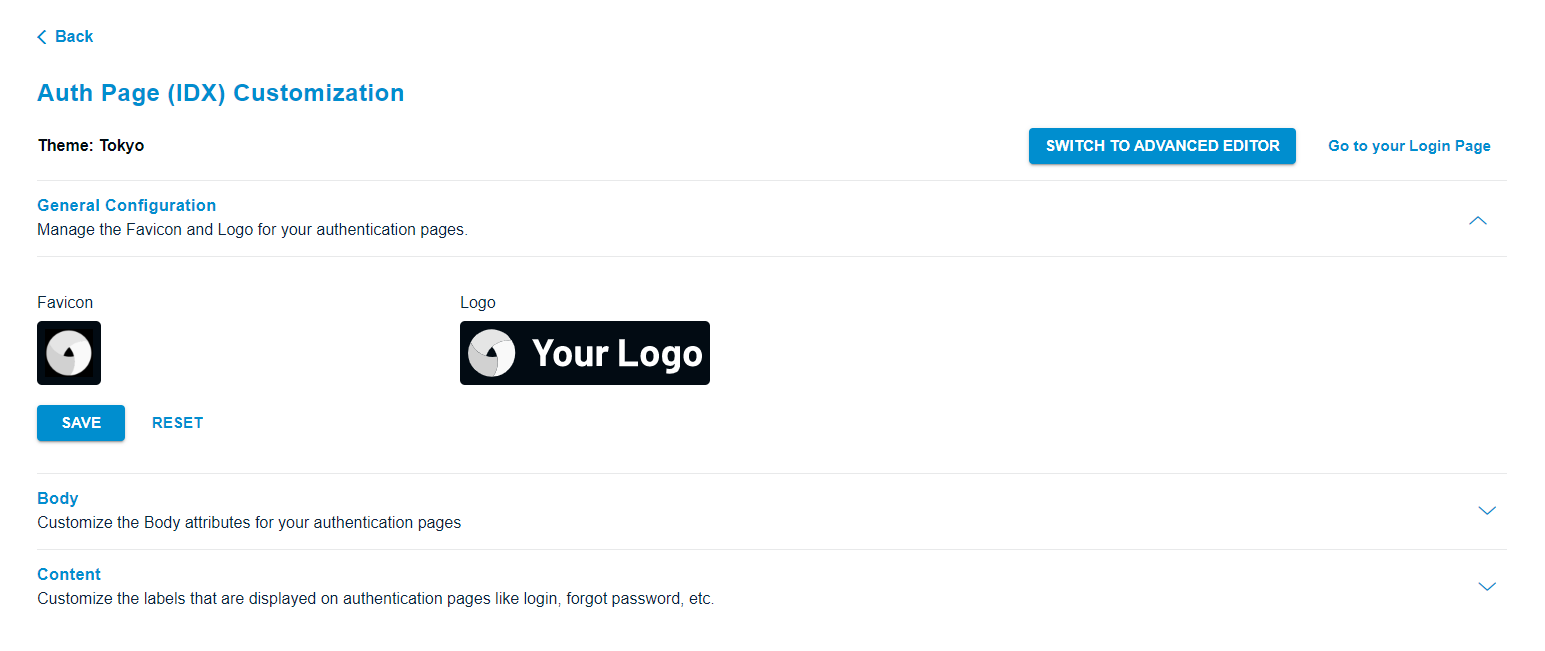 Back
Auth Page (IDX) Customization
Theme: Tokyo
SWITCH TO ADVANCED EDITOR
Go to your Login Page
General Configuration
Manage the Favicon and Logo for your authentication pages.
Favicon
Logo
Your Logo
SAVE
RESET
Body
Customize the Body attributes for your authentication pages
Content
Customize the labels that are displayed on authentication pages like login, forgot password, etc.